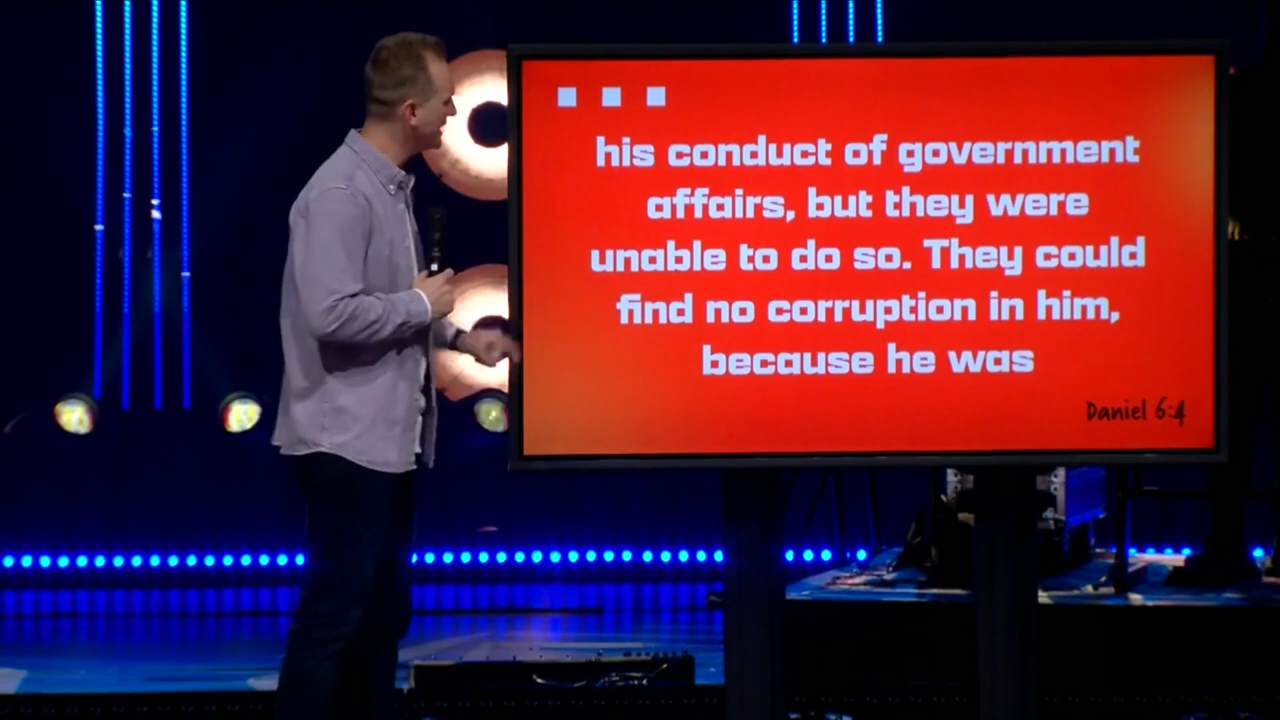 his conduct of government
affairs, but they were
unable to do so. They could
find no corruption in him,
because he was
Daniel 6:4